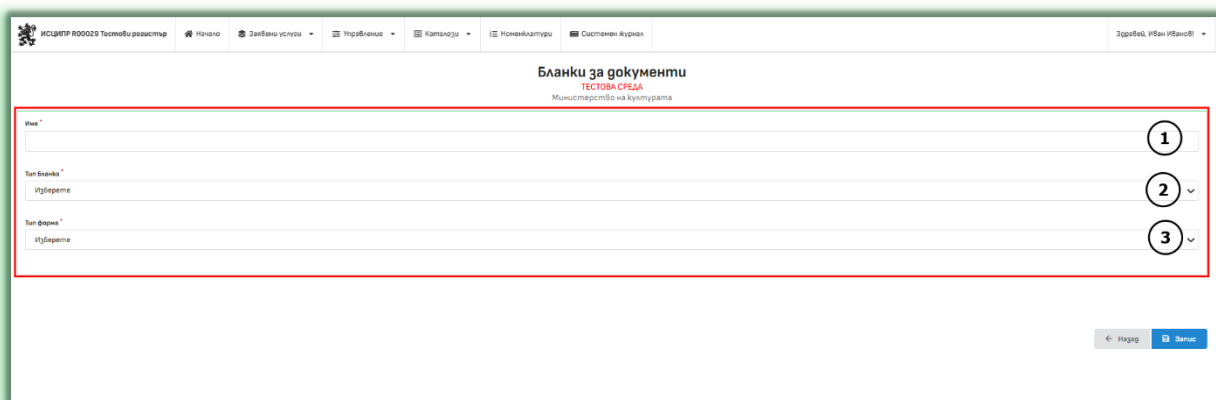 ИСЦИПР R00029 Тестови регистър Начало Заявени услуги Управление Каталози Номенклатури Системен журнал Здравей, Иван Иванов!
Бланки за документи
ТЕСТОВА СРЕДА
Министерство на културата
Име *
1
Тип бланка *
Изберете 2
Тип форма *
Изберете 3
← Назад Запис